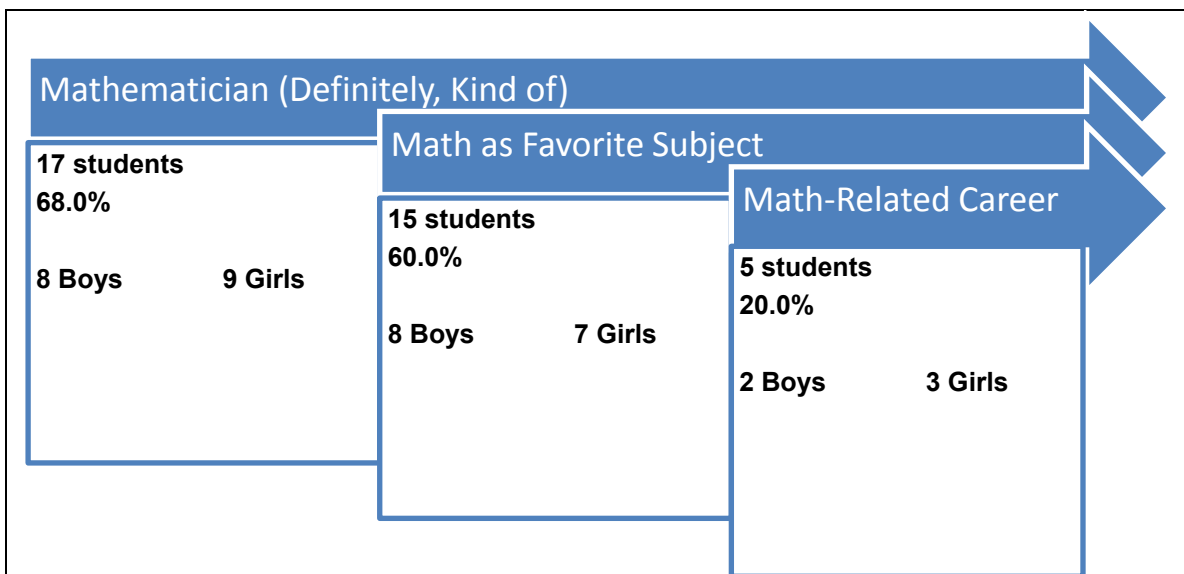 Mathematician (Definitely, Kind of)
17 students
68.0%
8 Boys 9 Girls
Math as Favorite Subject
15 students
60.0%
8 Boys 7 Girls
Math-Related Career
5 students
20.0%
2 Boys 3 Girls